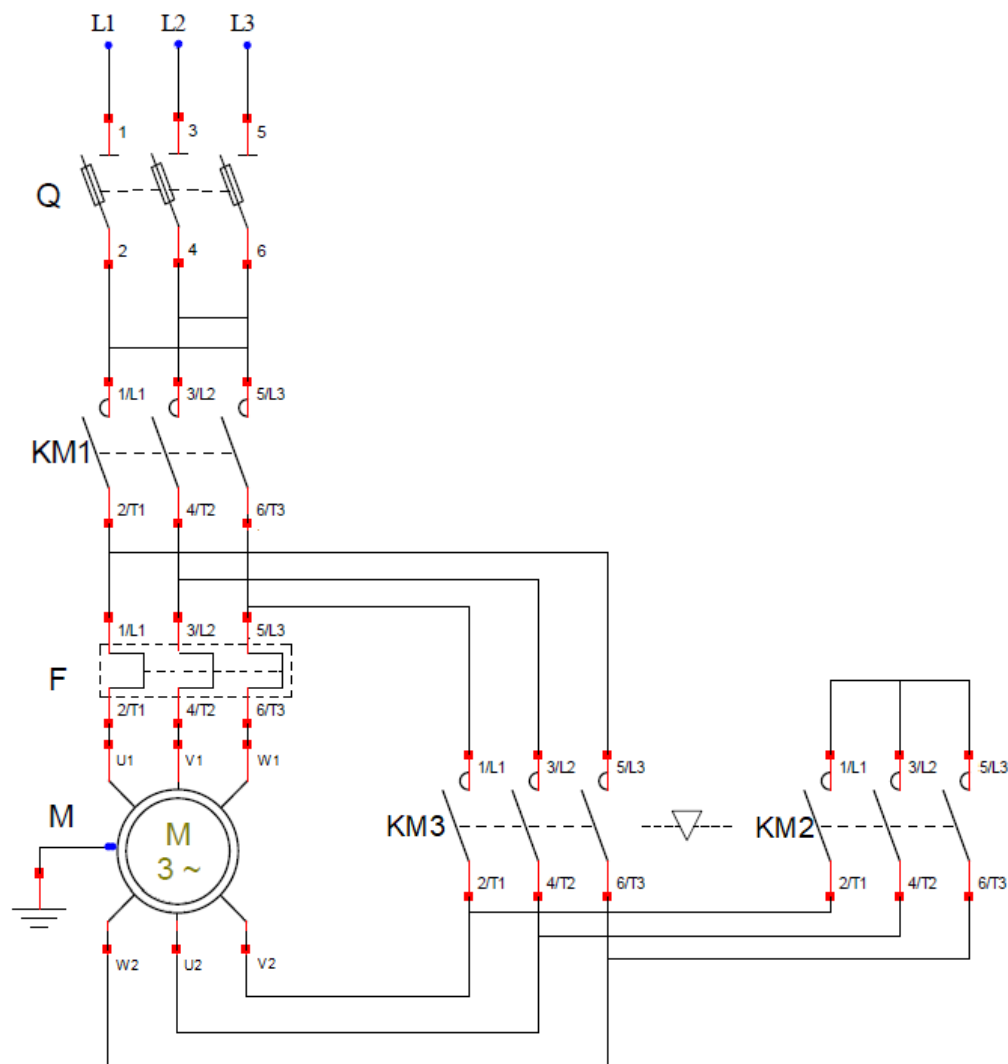 L1 L2 L3
1 3 5
Q
2 4 6
1/L1 3/L2 5/L3
KM1
2/T1 4/T2 6/T3
1/L1 3/L2 5/L3
F
2/T1 4/T2 6/T3
U1 V1 W1
1/L1 3/L2 5/L3
1/L1 3/L2 5/L3
M
M
3 ~
KM3
KM2
2/T1 4/T2 6/T3
2/T1 4/T2 6/T3
W2 U2 V2